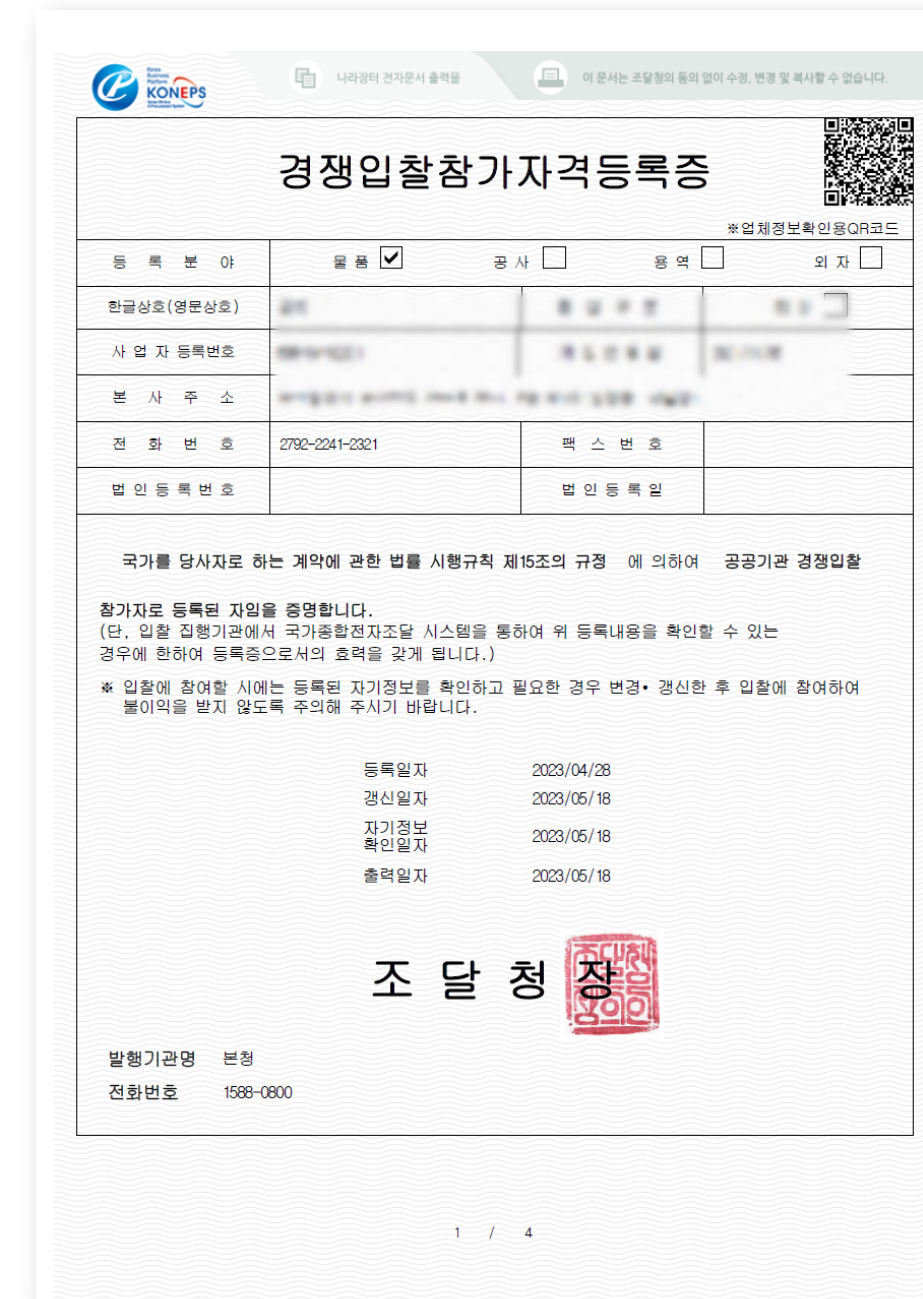 KONEPS
나라장터 전자문서 출력물
이 문서는 조달청의 동의 없이 수정, 변경 및 복사할 수 없습니다.
경쟁입찰참가자격등록증
※업체정보확인용QR코드
등 록 분 야 물 품 공 사 용 역 외 자
한글상호(영문상호)
사 업 자 등록번호
본 사 주 소
전 화 번 호 2792-2241-2321 팩 스 번 호
법 인 등 록 번 호 법 인 등 록 일
국가를 당사자로 하는 계약에 관한 법률 시행규칙 제15조의 규정 에 의하여 공공기관 경쟁입찰
참가자로 등록된 자임을 증명합니다.
(단, 입찰 집행기관에서 국가종합전자조달 시스템을 통하여 위 등록내용을 확인할 수 있는
경우에 한하여 등록증으로서의 효력을 갖게 됩니다.)
※ 입찰에 참여할 시에는 등록된 자기정보를 확인하고 필요한 경우 변경• 갱신한 후 입찰에 참여하여
불이익을 받지 않도록 주의해 주시기 바랍니다.
등록일자 2023/04/28
갱신일자 2023/05/18
자기정보
확인일자 2023/05/18
출력일자 2023/05/18
조 달 청 장
발행기관명 본청
전화번호 1588-0800
1 / 4